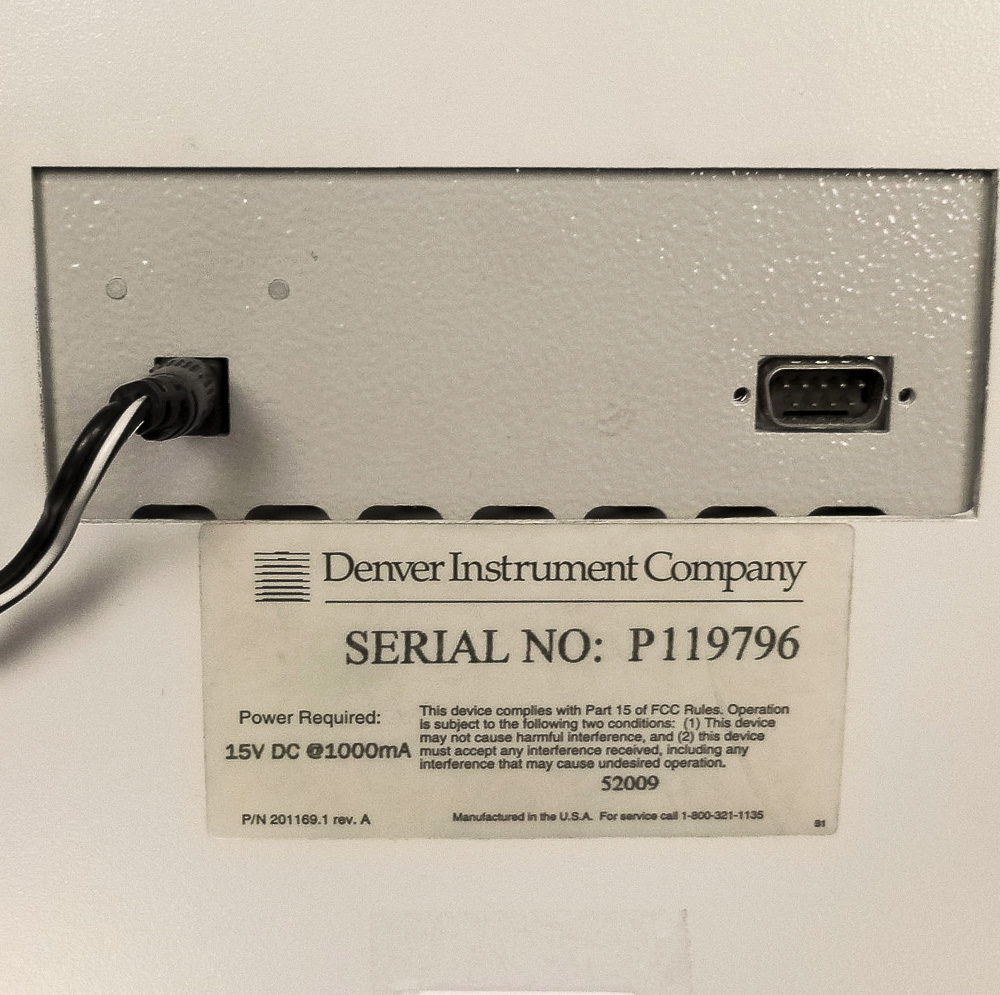 Denver Instrument Company
SERIAL NO: P119796
Power Required:
15V DC @1000mA
This device complies with Part 15 of FCC Rules. Operation
is subject to the following two conditions: (1) This device
may not cause harmful interference, and (2) this device
must accept any interference received, including any
interference that may cause undesired operation.
52009
P/N 201169.1 rev. A
Manufactured in the U.S.A. For service call 1-800-321-1135
B1